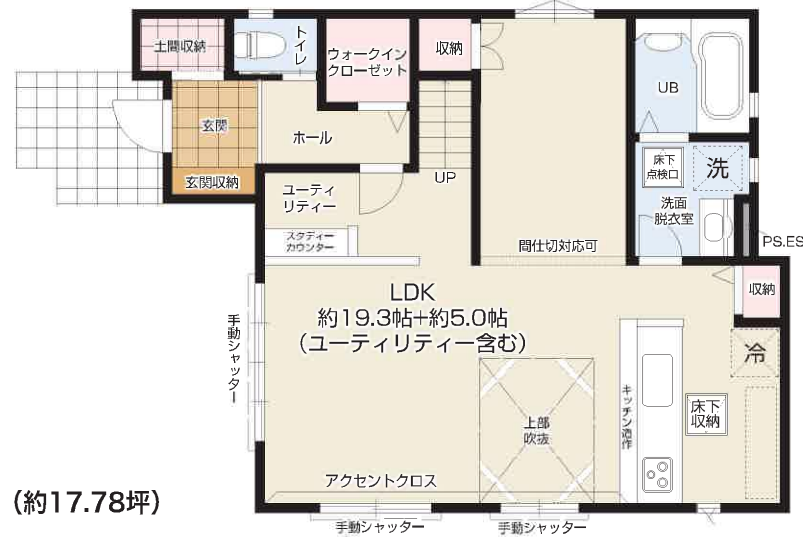 土間収納
トイレ
ウォークイン
クローゼット
収納
UB
玄関
ホール
玄関収納
UP
床下
点検口
洗
洗面
脱衣室
PS.ES
ユーティ
リティー
スタディー
カウンター
間仕切対応可
収納
LDK
約19.3帖+約5.0帖
(ユーティリティー含む)
手動シャッター
冷
床下
収納
キッチン造作
上部
吹抜
アクセントクロス
手動シャッター
手動シャッター
(約17.78坪)